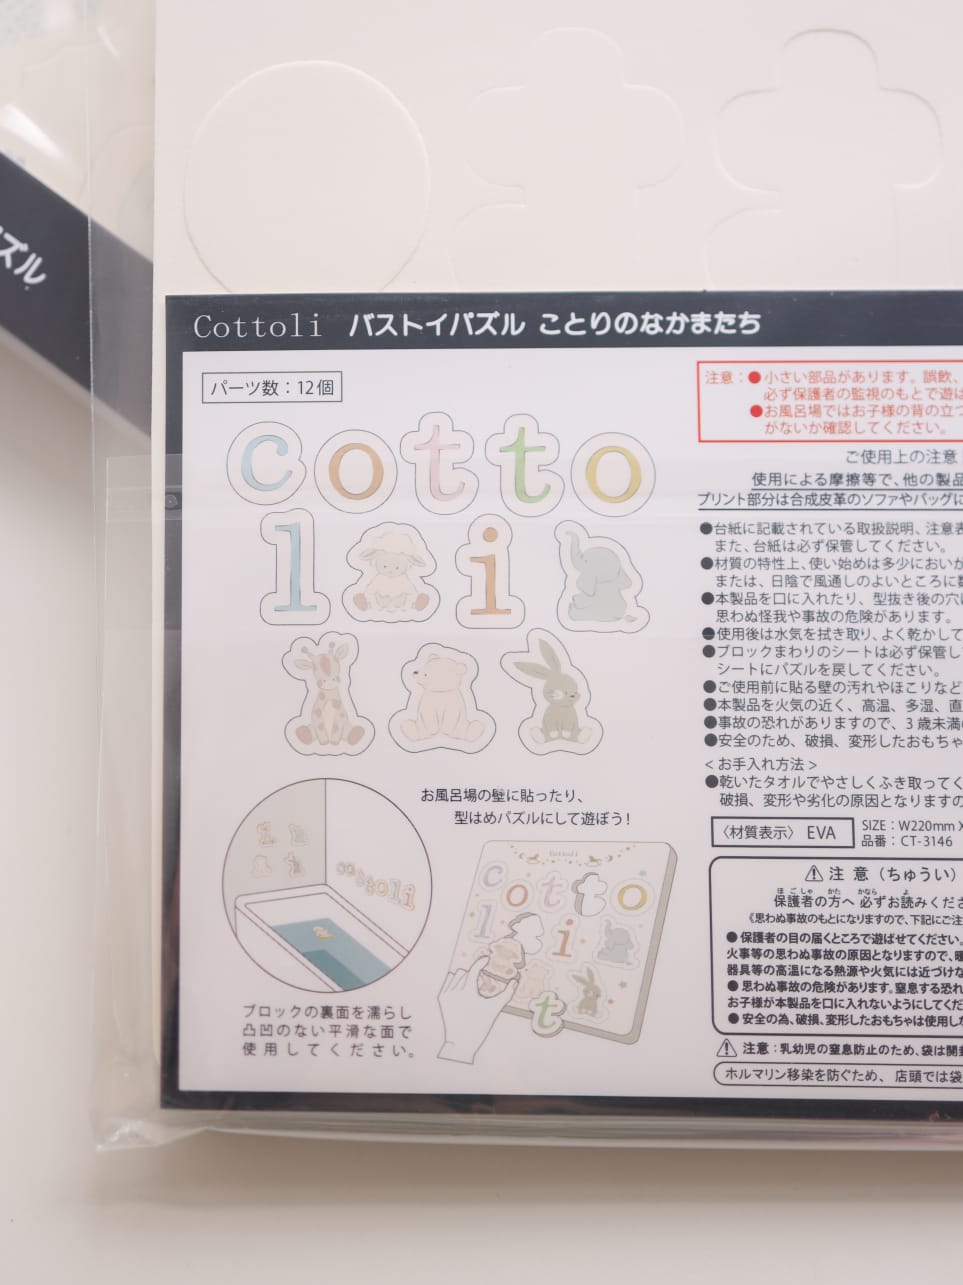 ズル
Cottoli バストイパズル ことりのなかまたち
パーツ数：12個
cotto
li
お風呂場の壁に貼ったり、
型はめパズルにして遊ぼう！
cottoli
Cottoli
cotto
l i
t
ブロックの裏面を濡らし
凸凹のない平滑な面で
使用してください。
注意：●小さい部品があります。誤飲、
必ず保護者の監視のもとで遊ば
●お風呂場ではお子様の背の立つ
がないか確認してください。
ご使用上の注意
使用による摩擦等で、他の製品
プリント部分は合成皮革のソファやバッグに
●台紙に記載されている取扱説明、注意表
また、台紙は必ず保管してください。
●材質の特性上、使い始めは多少においが
または、日陰で風通しのよいところに数
●本製品を口に入れたり、型抜き後の穴に
思わぬ怪我や事故の危険があります。
●使用後は水気を拭き取り、よく乾かして
●ブロックまわりのシートは必ず保管し
シートにパズルを戻してください。
●ご使用前に貼る壁の汚れやほこりなど
●本製品を火気の近く、高温、多湿、直
●事故の恐れがありますので、3歳未満の
●安全のため、破損、変形したおもちゃ
＜お手入れ方法＞
●乾いたタオルでやさしくふき取ってく
破損、変形や劣化の原因となりますの
〈材質表示〉 EVA
SIZE：W220mm X
品番：CT-3146
注 意（ちゅうい）
保護者の方へ 必ずお読みくださ
《思わぬ事故のもとになりますので、下記にご注
●保護者の目の届くところで遊ばせてください。
火事等の思わぬ事故の原因となりますので、暖
器具等の高温になる熱源や火気には近づけな
●思わぬ事故の危険があります。窒息する恐れ
お子様が本製品を口に入れないようにしてくだ
●安全の為、破損、変形したおもちゃは使用しな
注意：乳幼児の窒息防止のため、袋は開封
ホルマリン移染を防ぐため、店頭では袋